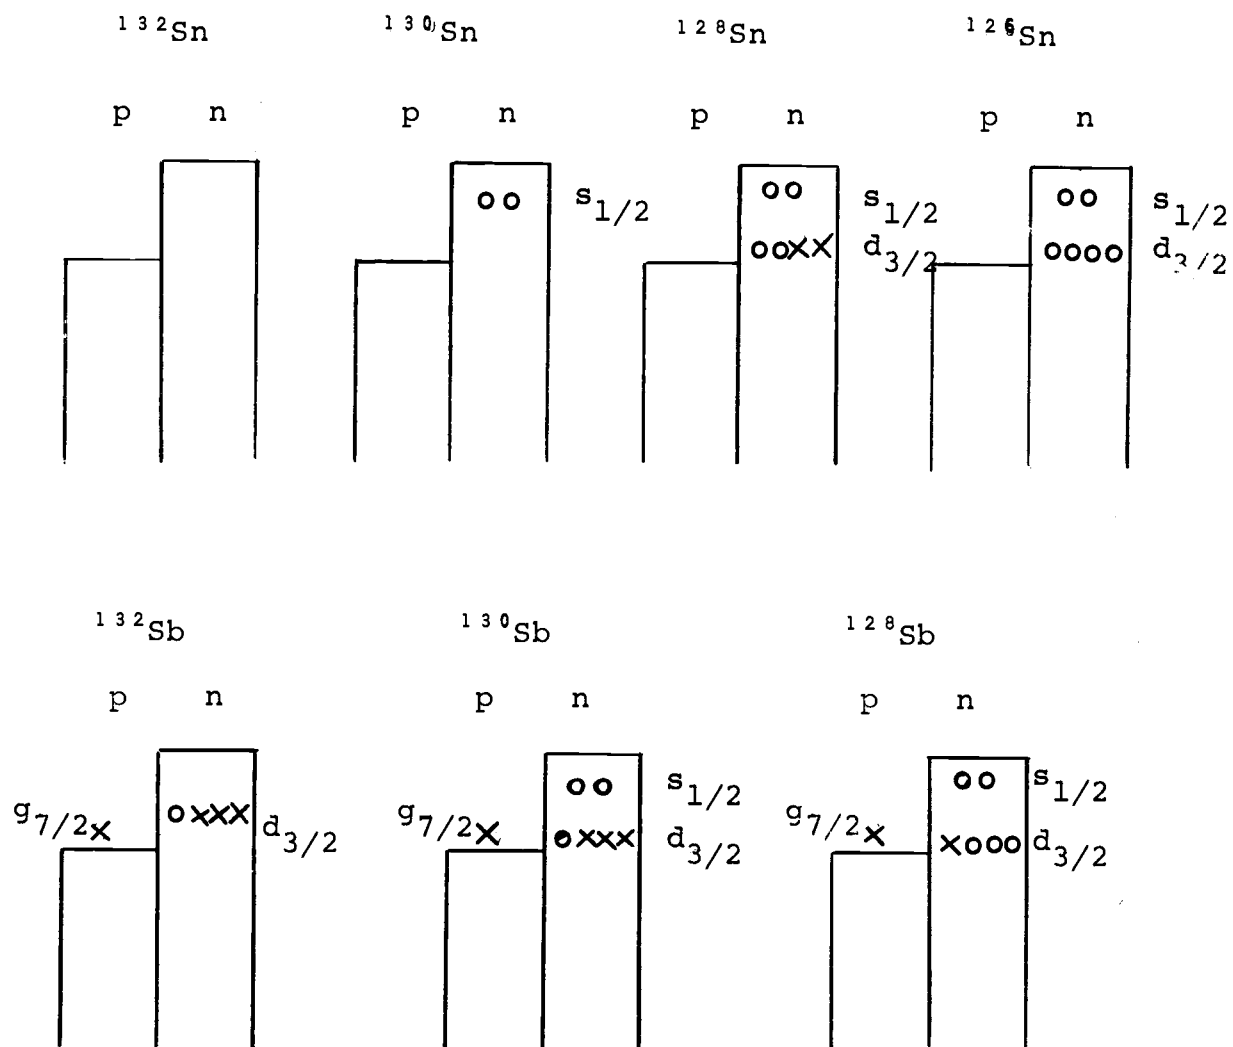 ¹³²Sn ¹³⁰Sn ¹²⁸Sn ¹²⁶Sn
p n p n p n p n
s₁/₂ s₁/₂ s₁/₂
d₃/₂ d₃/₂
¹³²Sb ¹³⁰Sb ¹²⁸Sb
p n p n p n
s₁/₂ s₁/₂
g₇/₂ d₃/₂ g₇/₂ d₃/₂ g₇/₂ d₃/₂